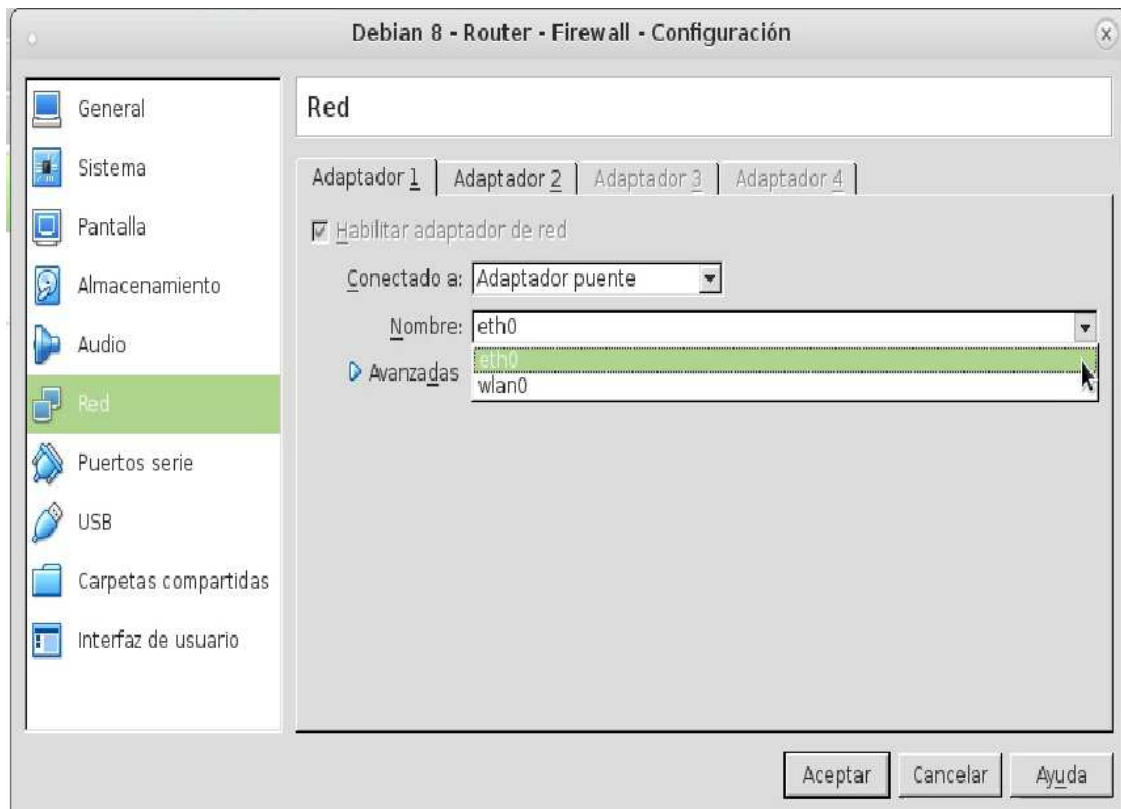 Debian 8 - Router - Firewall - Configuración
General
Sistema
Pantalla
Almacenamiento
Audio
Red
Puertos serie
USB
Carpetas compartidas
Interfaz de usuario
Red
Adaptador 1 Adaptador 2 Adaptador 3 Adaptador 4
Habilitar adaptador de red
Conectado a: Adaptador puente
Nombre: eth0
eth0
Avanzadas
wlan0
Aceptar Cancelar Ayuda